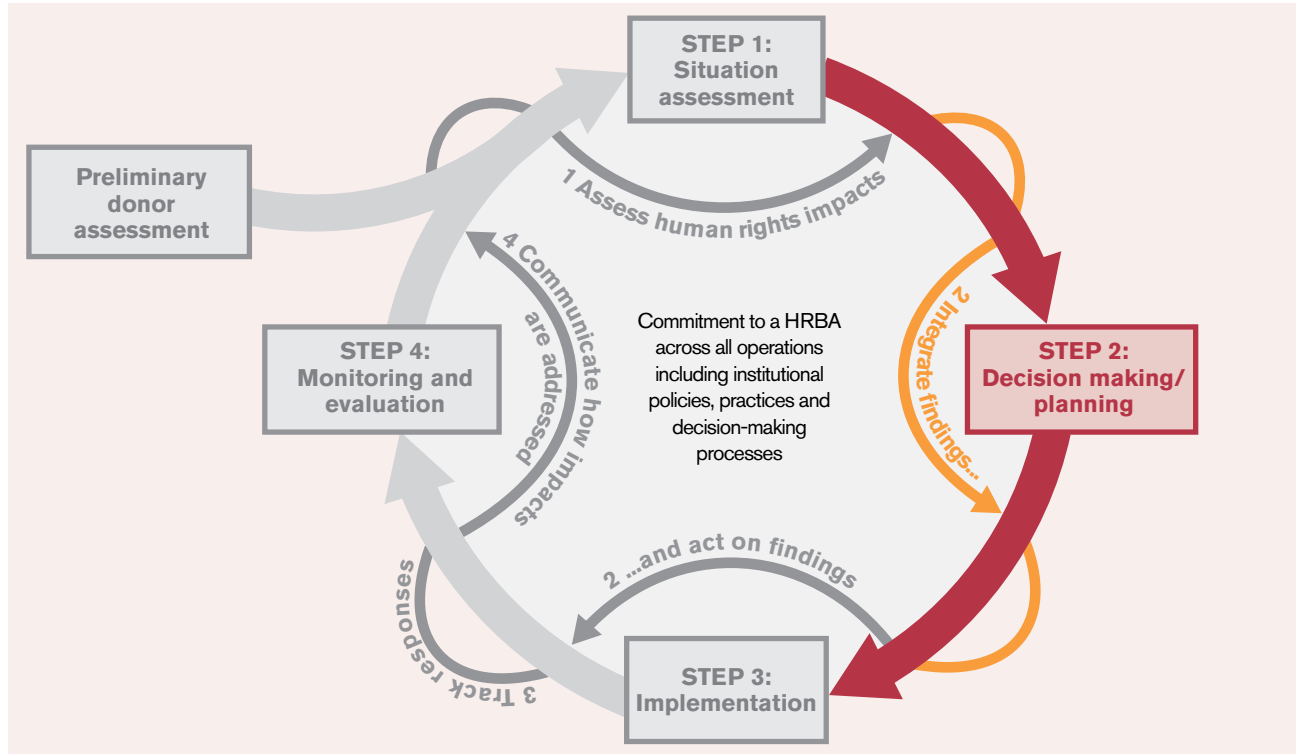 STEP 1:
Situation
assessment
Preliminary
donor
assessment
1 Assess human rights impacts
4 Communicate how impacts
are addressed
Commitment to a HRBA
across all operations
including institutional
policies, practices and
decision-making
processes
2 Integrate findings...
STEP 2:
Decision making/
planning
STEP 4:
Monitoring and
evaluation
2 ...and act on findings
3 Track responses
STEP 3:
Implementation